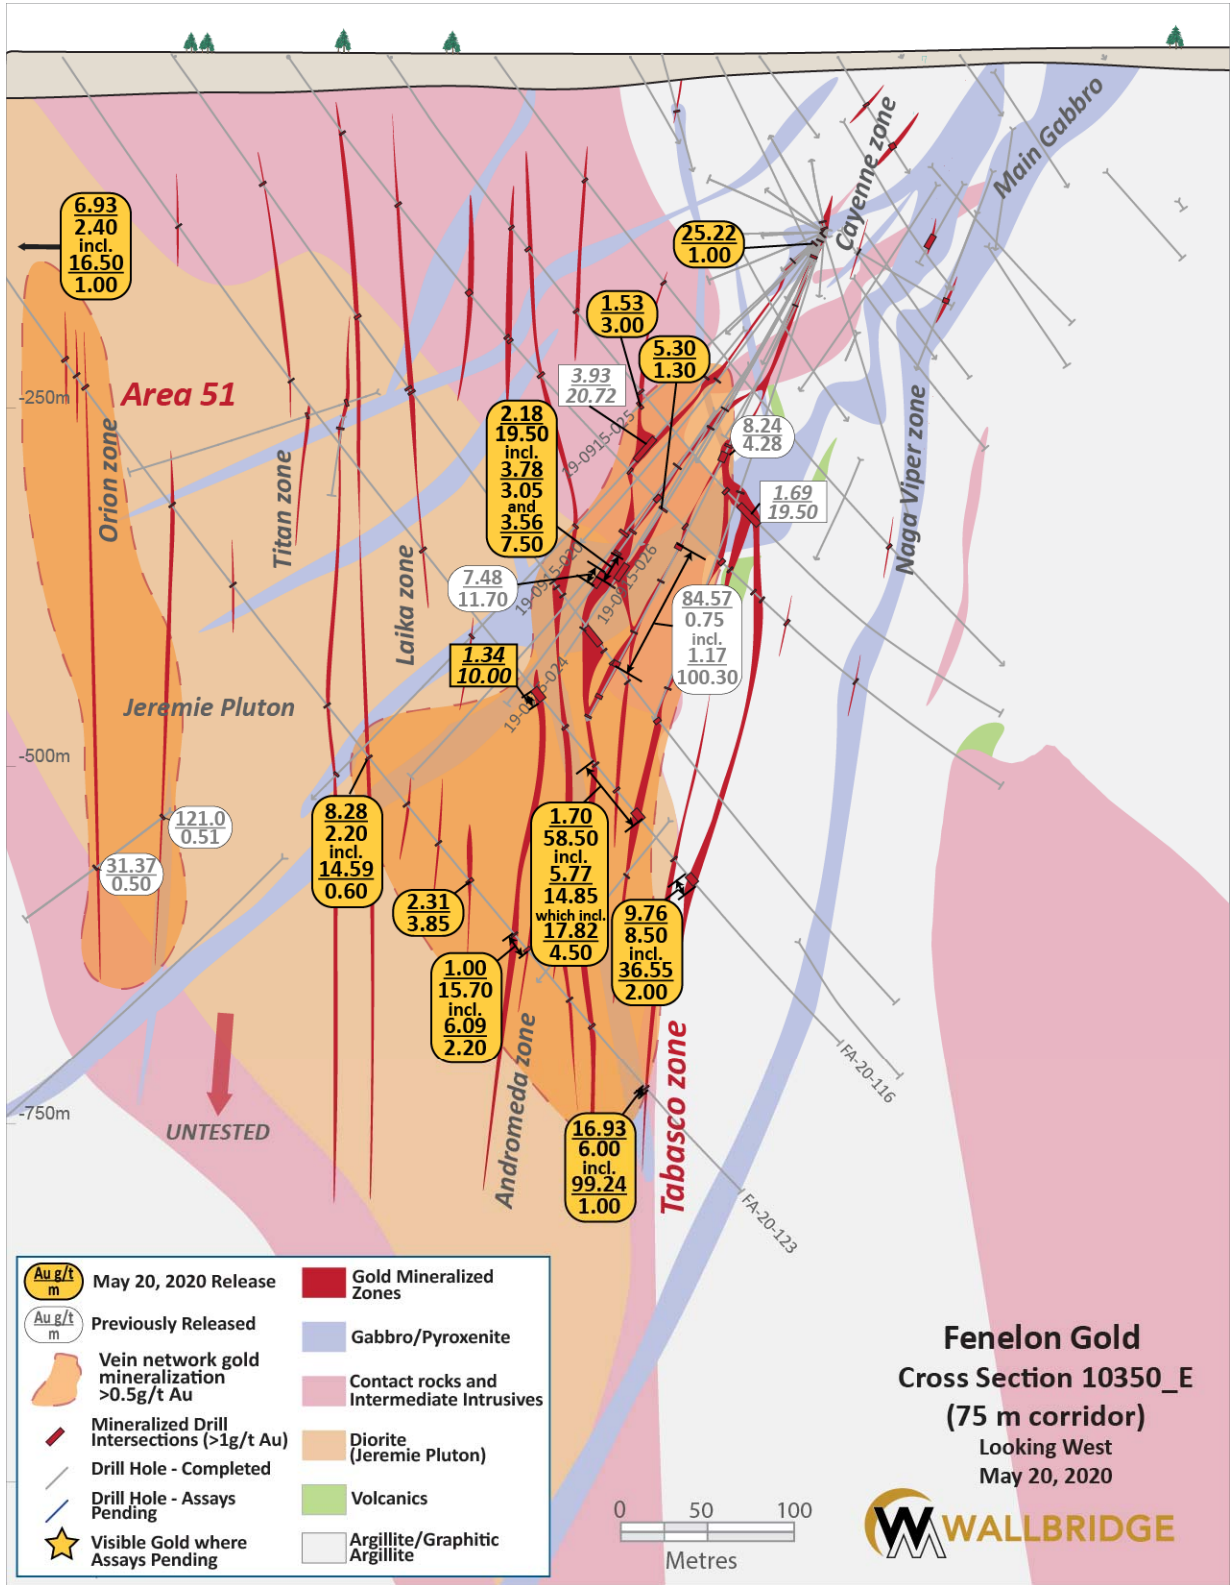 6.93
2.40
incl.
16.50
1.00
Area 51
-250m
Orion zone
Titan zone
Laika zone
Jeremie Pluton
-500m
121.0
0.51
31.37
0.50
-750m
UNTESTED
25.22
1.00
Cayenne zone
Main Gabbro
1.53
3.00
5.30
1.30
3.93
20.72
19-0915-025
2.18
19.50
incl.
3.78
3.05
and
3.56
7.50
8.24
4.28
1.69
19.50
Naga Viper zone
7.48
11.70
19-0915-020
19-0915-026
84.57
0.75
incl.
1.17
100.30
1.34
10.00
8.28
2.20
incl.
14.59
0.60
2.31
3.85
1.70
58.50
incl.
5.77
14.85
which incl.
17.82
4.50
9.76
8.50
incl.
36.55
2.00
1.00
15.70
incl.
6.09
2.20
Andromeda zone
Tabasco zone
16.93
6.00
incl.
99.24
1.00
FA-20-116
FA-20-123
Au g/t
m
May 20, 2020 Release
Au g/t
m
Previously Released
Vein network gold
mineralization
>0.5g/t Au
Mineralized Drill
Intersections (>1g/t Au)
Drill Hole - Completed
Drill Hole - Assays
Pending
Visible Gold where
Assays Pending
Gold Mineralized
Zones
Gabbro/Pyroxenite
Contact rocks and
Intermediate Intrusives
Diorite
(Jeremie Pluton)
Volcanics
Argillite/Graphitic
Argillite
0 50 100
Metres
Fenelon Gold
Cross Section 10350_E
(75 m corridor)
Looking West
May 20, 2020
WALLBRIDGE